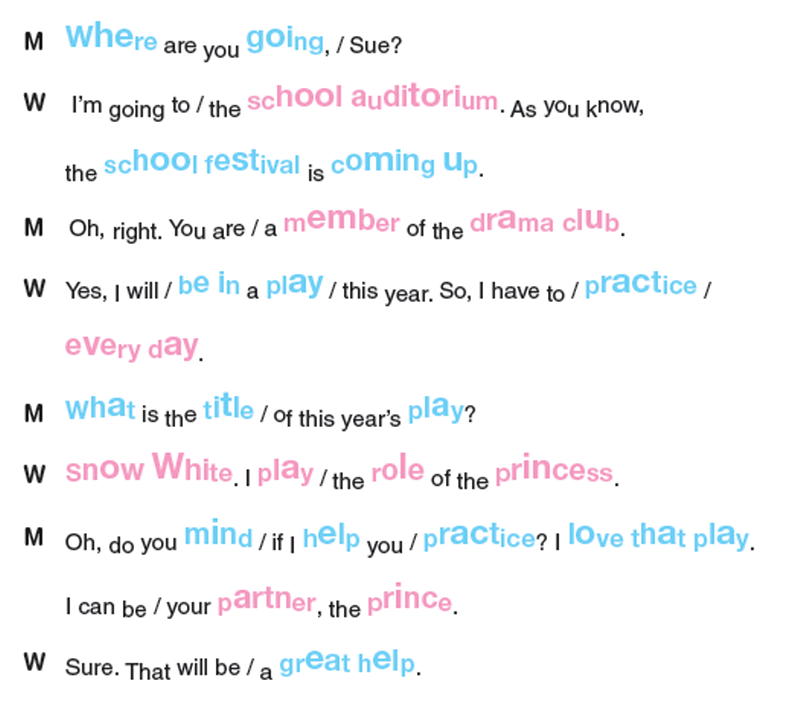 M Where are you going, / Sue?
W I'm going to / the school auditorium. As you know,
the school festival is coming up.
M Oh, right. You are / a member of the drama club.
W Yes, I will / be in a play / this year. So, I have to / practice /
every day.
M what is the title / of this year's play?
W snow White. I play / the role of the princess.
M Oh, do you mind / if I help you / practice? I love that play.
I can be / your partner, the prince.
W Sure. That will be / a great help.